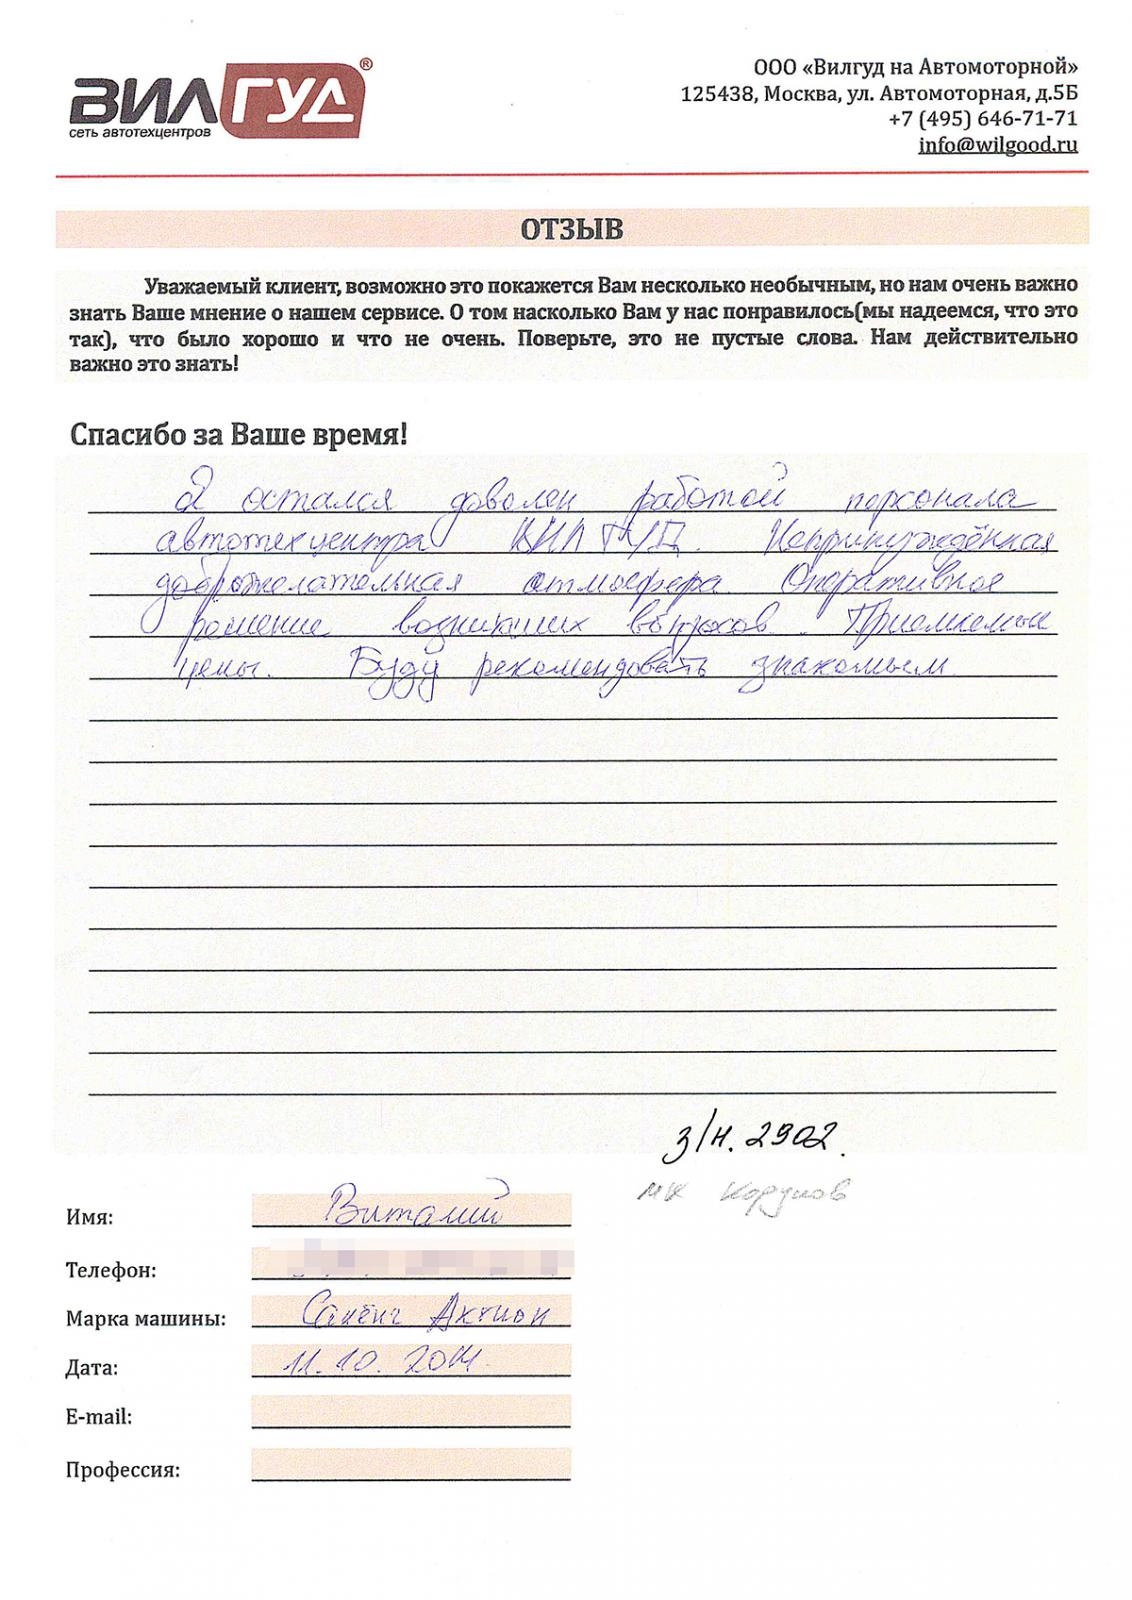 ВИЛГУД®
сеть автотехцентров
ООО «Вилгуд на Автомоторной»
125438, Москва, ул. Автомоторная, д.5Б
+7 (495) 646-71-71
info@wilgood.ru
ОТЗЫВ
Уважаемый клиент, возможно это покажется Вам несколько необычным, но нам очень важно
знать Ваше мнение о нашем сервисе. О том насколько Вам у нас понравилось(мы надеемся, что это
так), что было хорошо и что не очень. Поверьте, это не пустые слова. Нам действительно
важно это знать!
Спасибо за Ваше время!
Я остался доволен работой персонала
автотехцентра ВИЛГУД. Непринуждённая
доброжелательная атмосфера. Оперативное
решение возникших вопросов. Приемлемые
цены. Буду рекомендовать знакомым.
з/н. 2902.
МК Корунов
Имя: Виталий
Телефон:
Марка машины: Санёнг Актион
Дата: 11.10.2014.
E-mail:
Профессия: